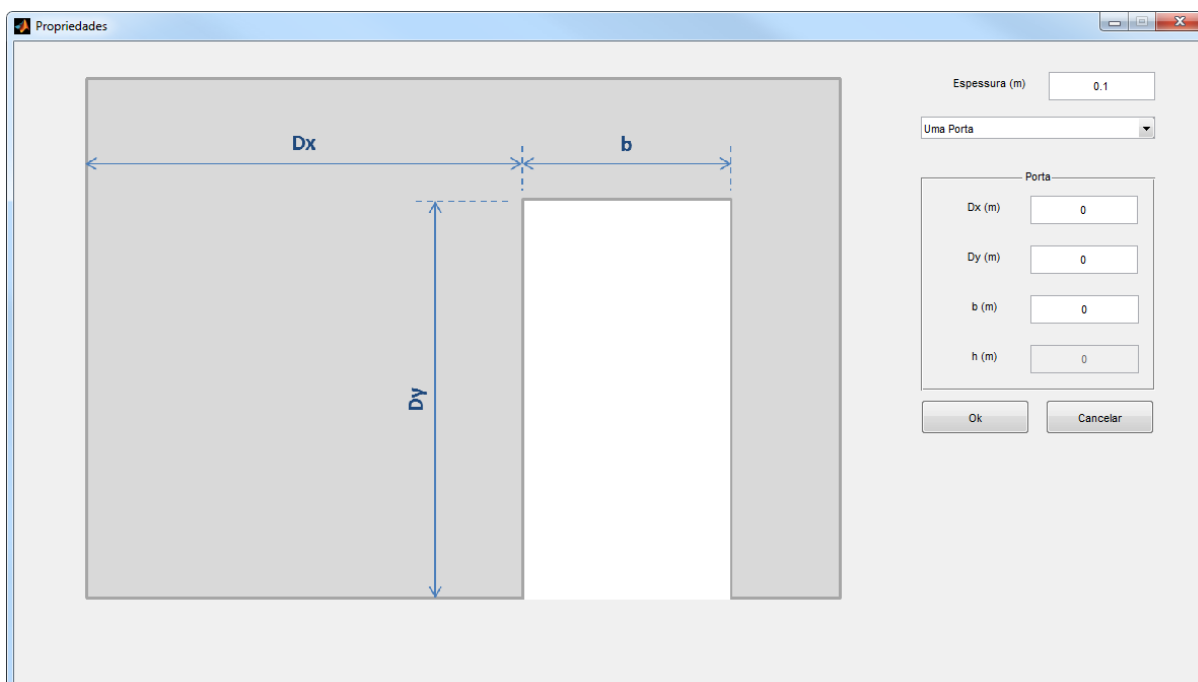 Propriedades
Espessura (m) 0.1
Uma Porta
Dx b
Porta
Dx (m) 0
Dy (m) 0
b (m) 0
h (m) 0
Dy
Ok Cancelar